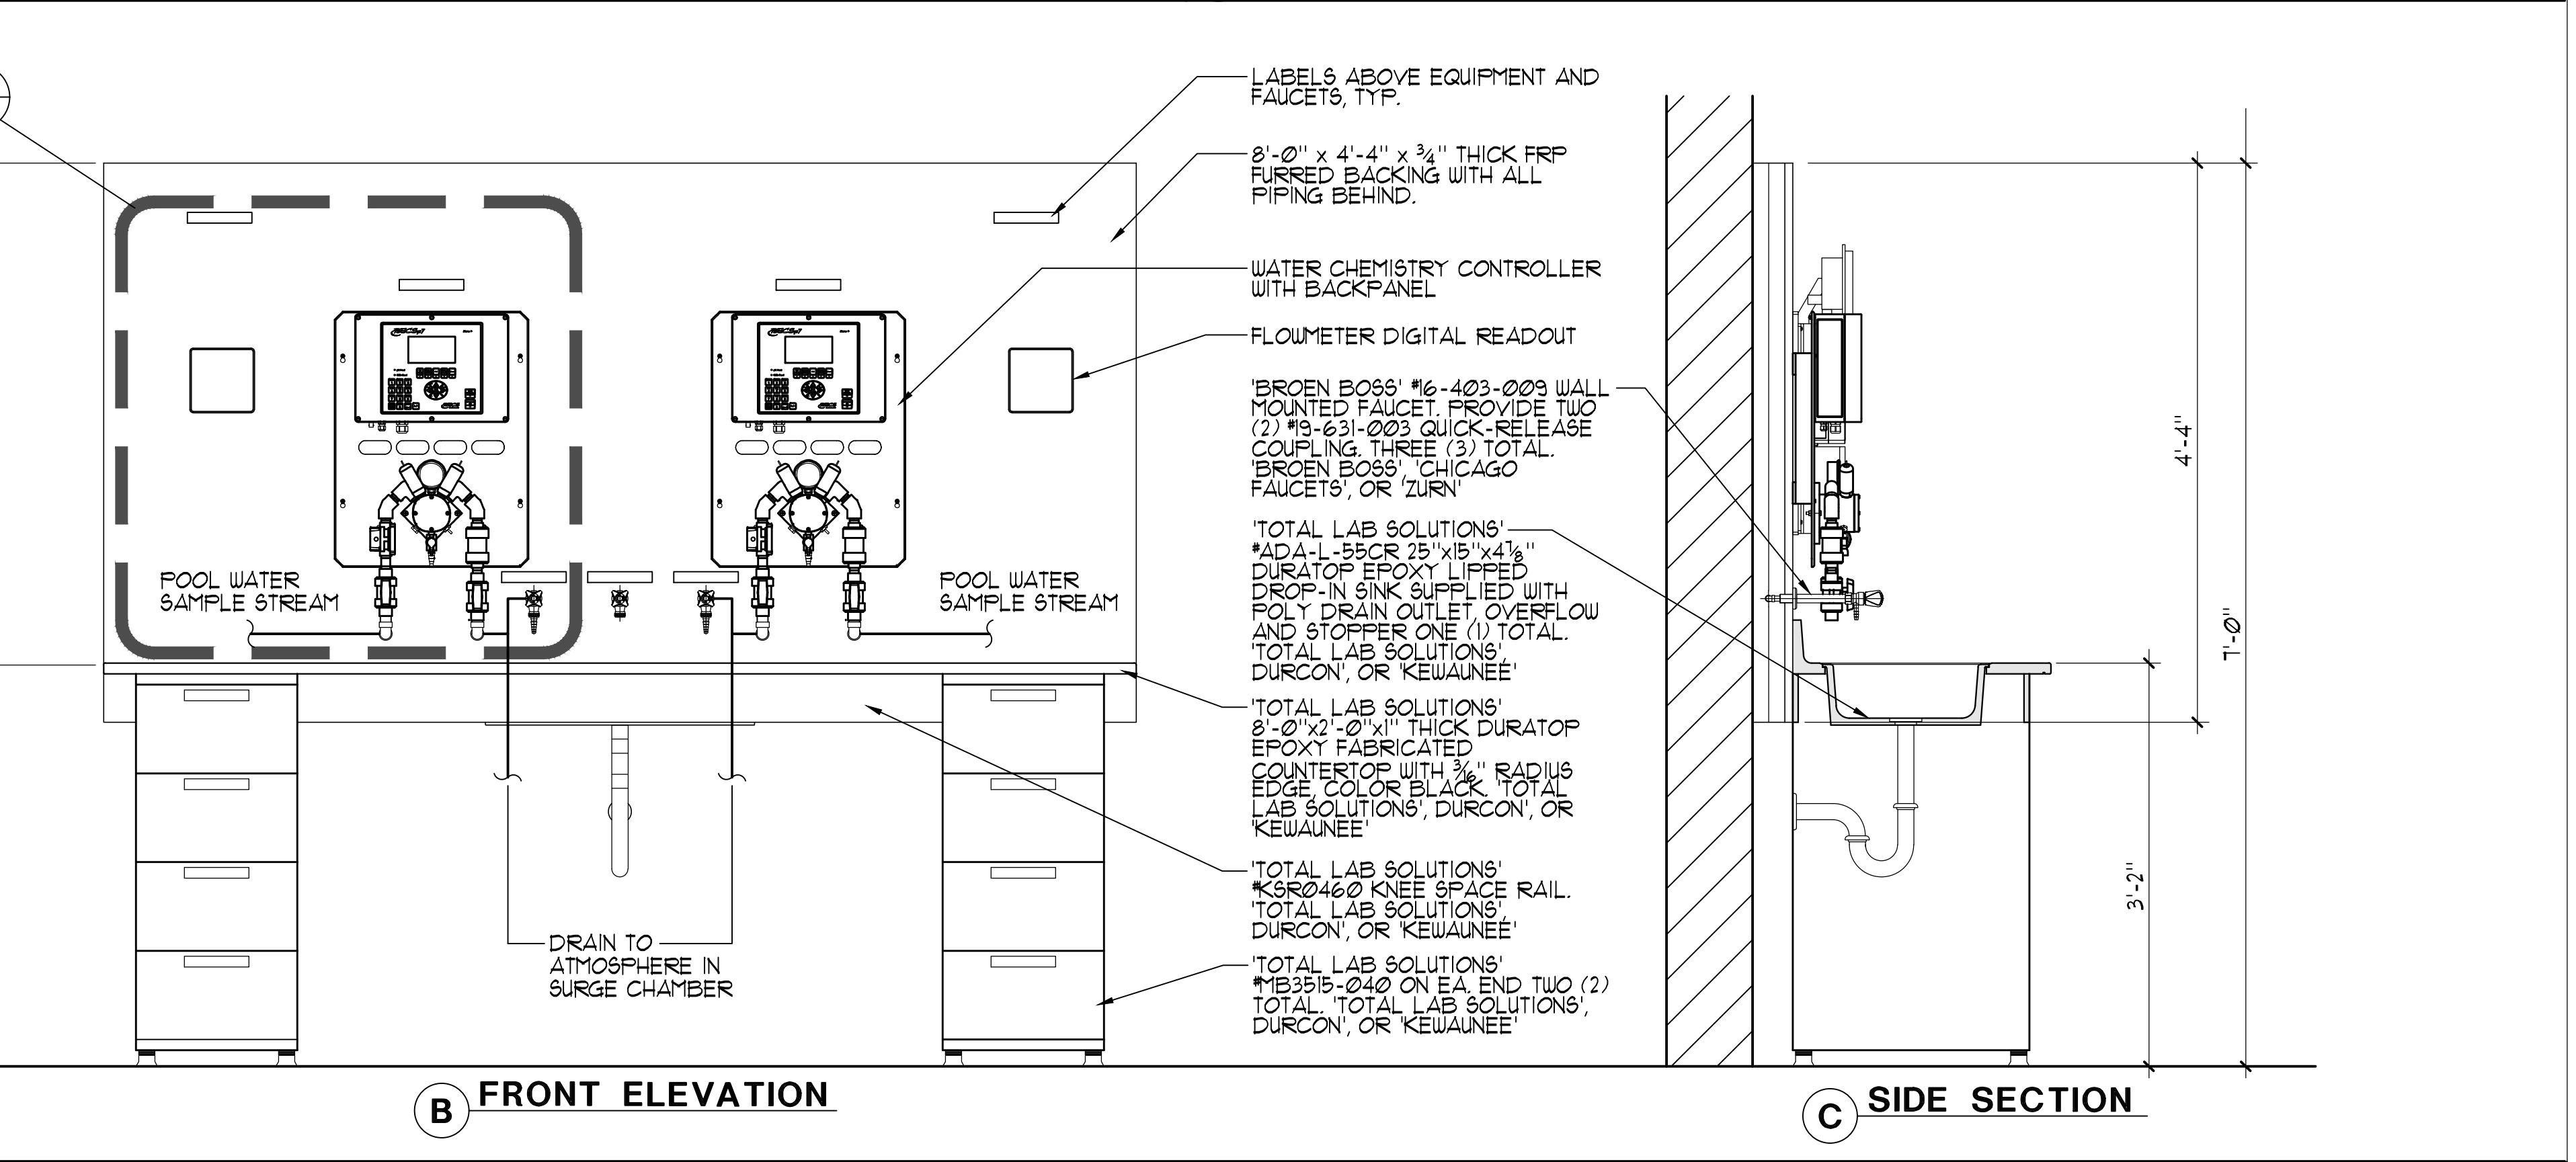 LABELS ABOVE EQUIPMENT AND
FAUCETS, TYP.
8'-0" x 4'-4" x 3/4" THICK FRP
FURRED BACKING WITH ALL
PIPING BEHIND.
WATER CHEMISTRY CONTROLLER
WITH BACKPANEL
FLOWMETER DIGITAL READOUT
'BROEN BOSS' #16-403-009 WALL
MOUNTED FAUCET. PROVIDE TWO
(2) #19-631-003 QUICK-RELEASE
COUPLING. THREE (3) TOTAL.
'BROEN BOSS', 'CHICAGO
FAUCETS', OR 'ZURN'
'TOTAL LAB SOLUTIONS'
#ADA-L-55CR 25"x15"x4 7/8"
DURATOP EPOXY LIPPED
DROP-IN SINK SUPPLIED WITH
POLY DRAIN OUTLET, OVERFLOW
AND STOPPER ONE (1) TOTAL.
'TOTAL LAB SOLUTIONS',
DURCON', OR 'KEWAUNEE'
'TOTAL LAB SOLUTIONS'
8'-0"x2'-0"x1" THICK DURATOP
EPOXY FABRICATED
COUNTERTOP WITH 3/16" RADIUS
EDGE, COLOR BLACK. 'TOTAL
LAB SOLUTIONS', DURCON', OR
'KEWAUNEE'
'TOTAL LAB SOLUTIONS'
#KSR0460 KNEE SPACE RAIL.
'TOTAL LAB SOLUTIONS',
DURCON', OR 'KEWAUNEE'
'TOTAL LAB SOLUTIONS'
#MB3515-040 ON EA. END TWO (2)
TOTAL. 'TOTAL LAB SOLUTIONS',
DURCON', OR 'KEWAUNEE'
POOL WATER
SAMPLE STREAM
POOL WATER
SAMPLE STREAM
DRAIN TO
ATMOSPHERE IN
SURGE CHAMBER
4'-4"
7'-0"
3'-2"
B FRONT ELEVATION
C SIDE SECTION